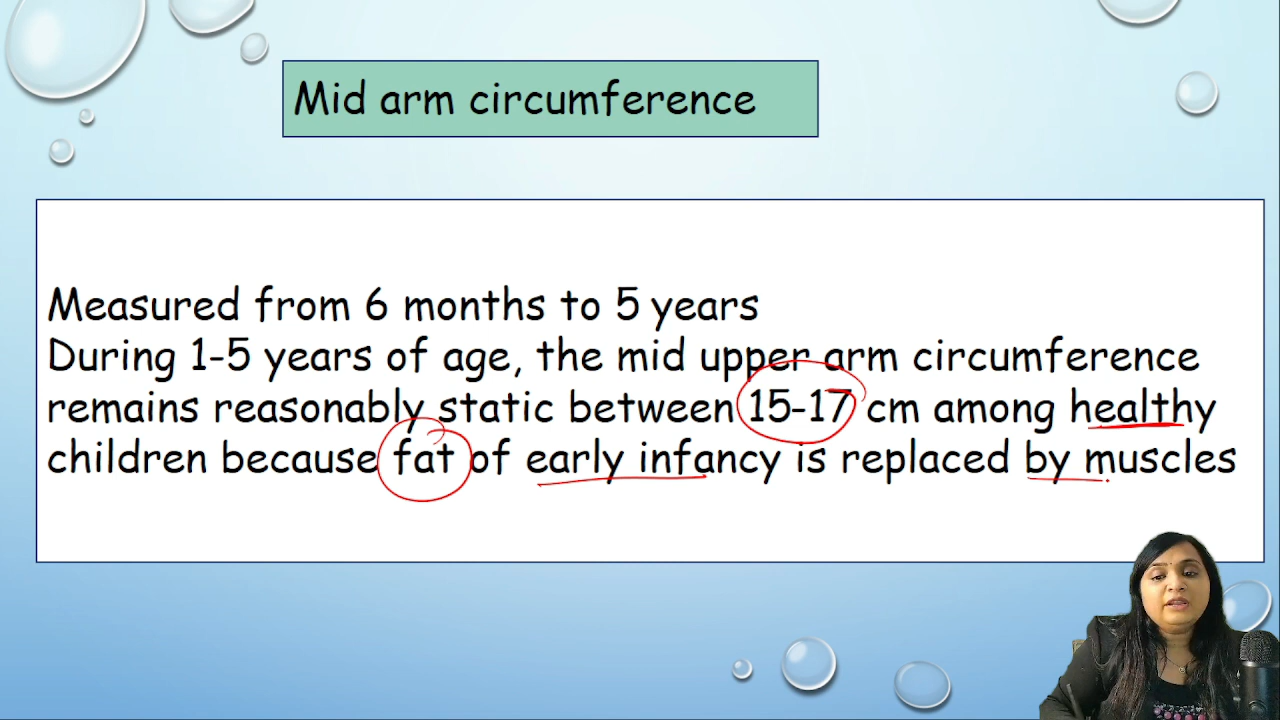 Mid arm circumference
Measured from 6 months to 5 years
During 1-5 years of age, the mid upper arm circumference
remains reasonably static between 15-17 cm among healthy
children because fat of early infancy is replaced by muscles